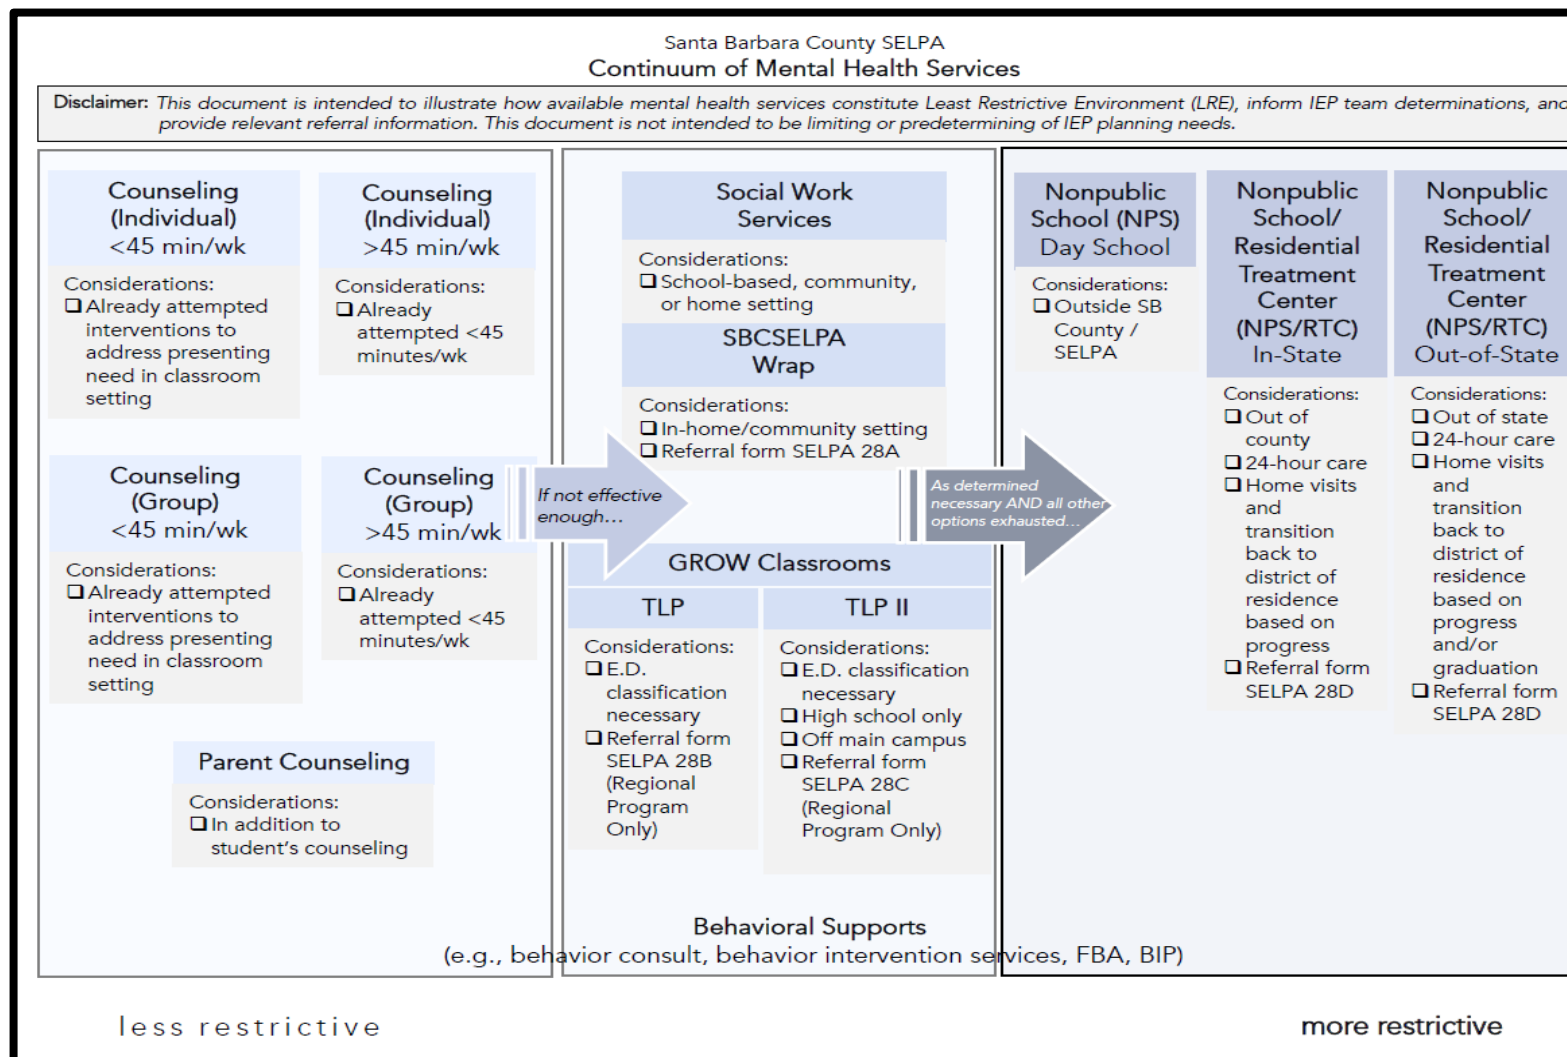 Santa Barbara County SELPA
Continuum of Mental Health Services
Disclaimer: This document is intended to illustrate how available mental health services constitute Least Restrictive Environment (LRE), inform IEP team determinations, and
provide relevant referral information. This document is not intended to be limiting or predetermining of IEP planning needs.
Counseling
(Individual)
<45 min/wk
Considerations:
❑ Already attempted
interventions to
address presenting
need in classroom
setting
Counseling
(Individual)
>45 min/wk
Considerations:
❑ Already
attempted <45
minutes/wk
Counseling
(Group)
<45 min/wk
Considerations:
❑ Already attempted
interventions to
address presenting
need in classroom
setting
Counseling
(Group)
>45 min/wk
Considerations:
❑ Already
attempted <45
minutes/wk
Parent Counseling
Considerations:
❑ In addition to
student’s counseling
If not effective
enough…
Social Work
Services
Considerations:
❑ School-based, community,
or home setting
SBCSELPA
Wrap
Considerations:
❑ In-home/community setting
❑ Referral form SELPA 28A
GROW Classrooms
TLP
Considerations:
❑ E.D.
classification
necessary
❑ Referral form
SELPA 28B
(Regional
Program
Only)
TLP II
Considerations:
❑ E.D. classification
necessary
❑ High school only
❑ Off main campus
❑ Referral form
SELPA 28C
(Regional
Program Only)
As determined
necessary AND all other
options exhausted…
Nonpublic
School (NPS)
Day School
Considerations:
❑ Outside SB
County /
SELPA
Nonpublic
School/
Residential
Treatment
Center
(NPS/RTC)
In-State
Considerations:
❑ Out of
county
❑ 24-hour care
❑ Home visits
and
transition
back to
district of
residence
based on
progress
❑ Referral form
SELPA 28D
Nonpublic
School/
Residential
Treatment
Center
(NPS/RTC)
Out-of-State
Considerations:
❑ Out of state
❑ 24-hour care
❑ Home visits
and
transition
back to
district of
residence
based on
progress
and/or
graduation
❑ Referral form
SELPA 28D
Behavioral Supports
(e.g., behavior consult, behavior intervention services, FBA, BIP)
less restrictive
more restrictive